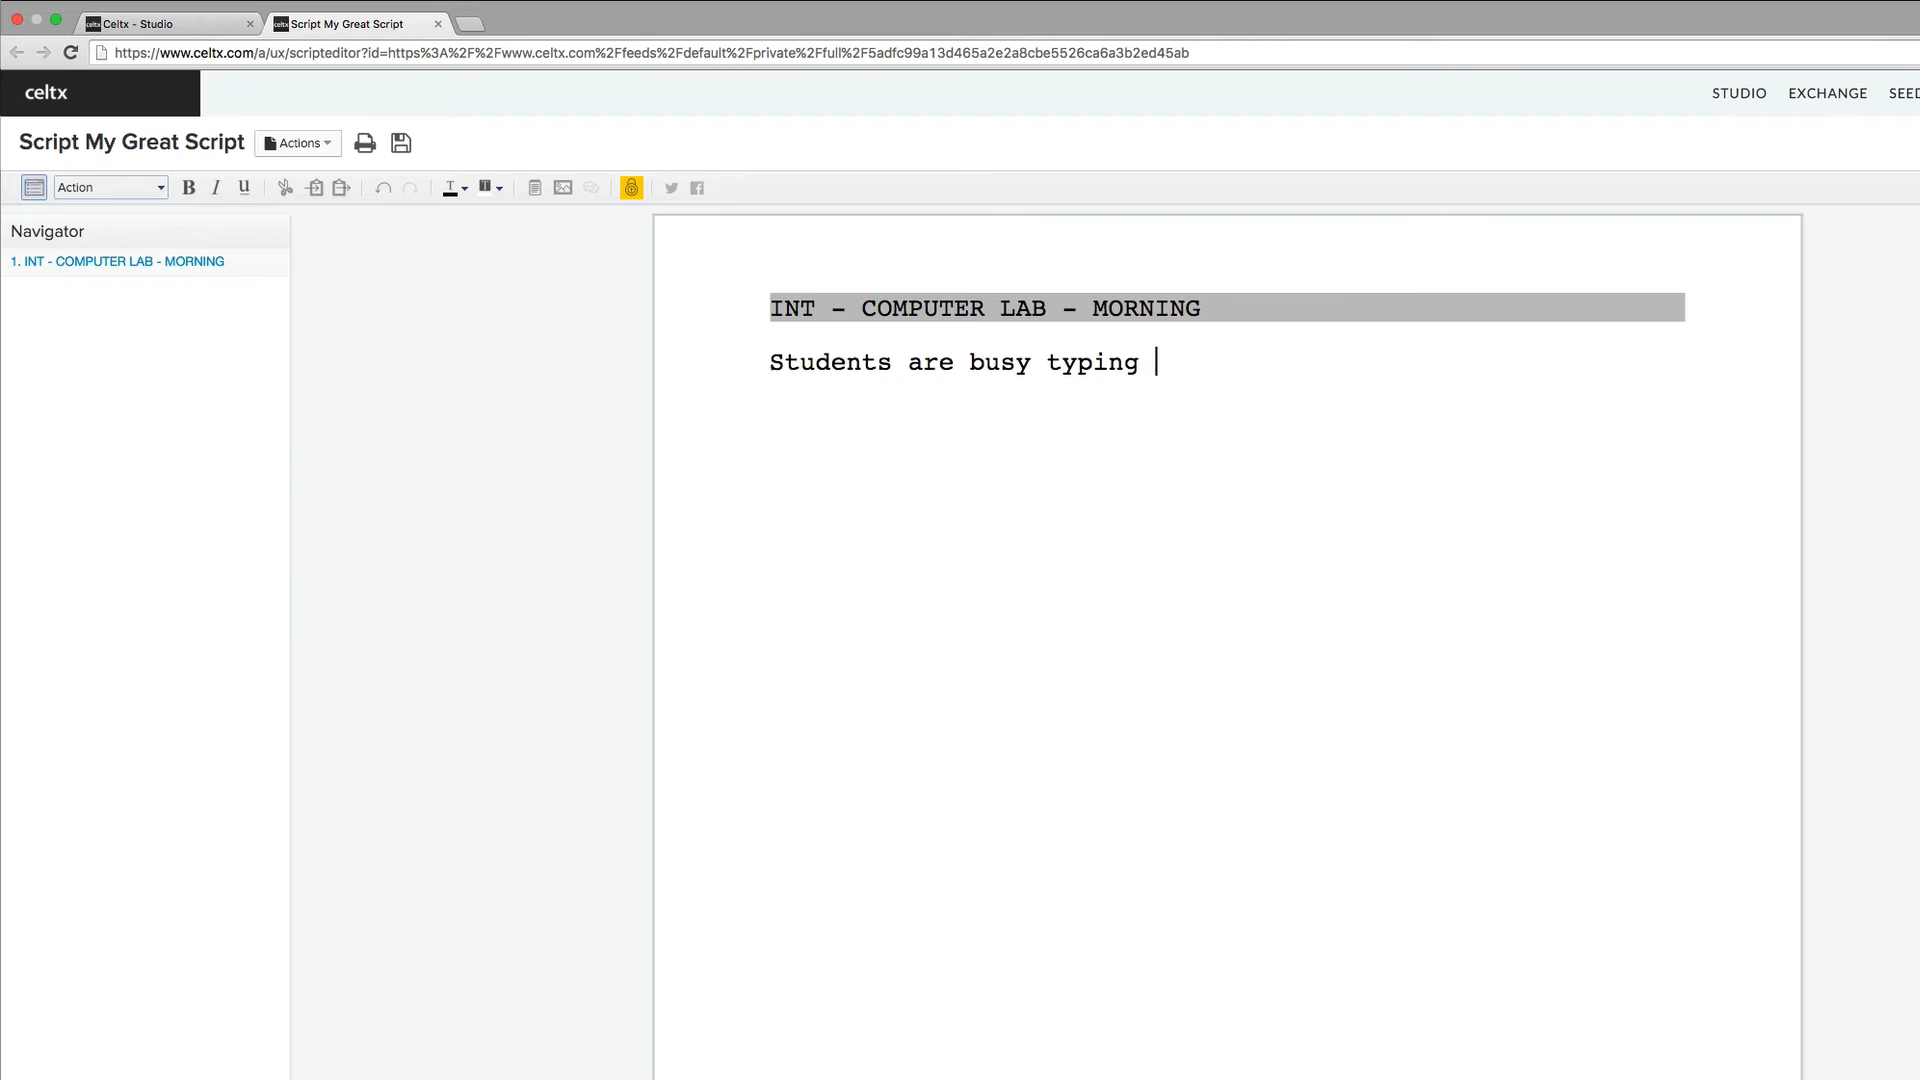 Celtx - Studio
Script My Great Script
https://www.celtx.com/a/ux/scripteditor?id=https%3A%2F%2Fwww.celtx.com%2Ffeeds%2Fdefault%2Fprivate%2Ffull%2F5adfc99a13d465a2e2a8cbe5526ca6a3b2ed45ab
celtx
STUDIO EXCHANGE SEED
Script My Great Script Actions
Action B I U T T
Navigator
1. INT - COMPUTER LAB - MORNING
INT - COMPUTER LAB - MORNING
Students are busy typing